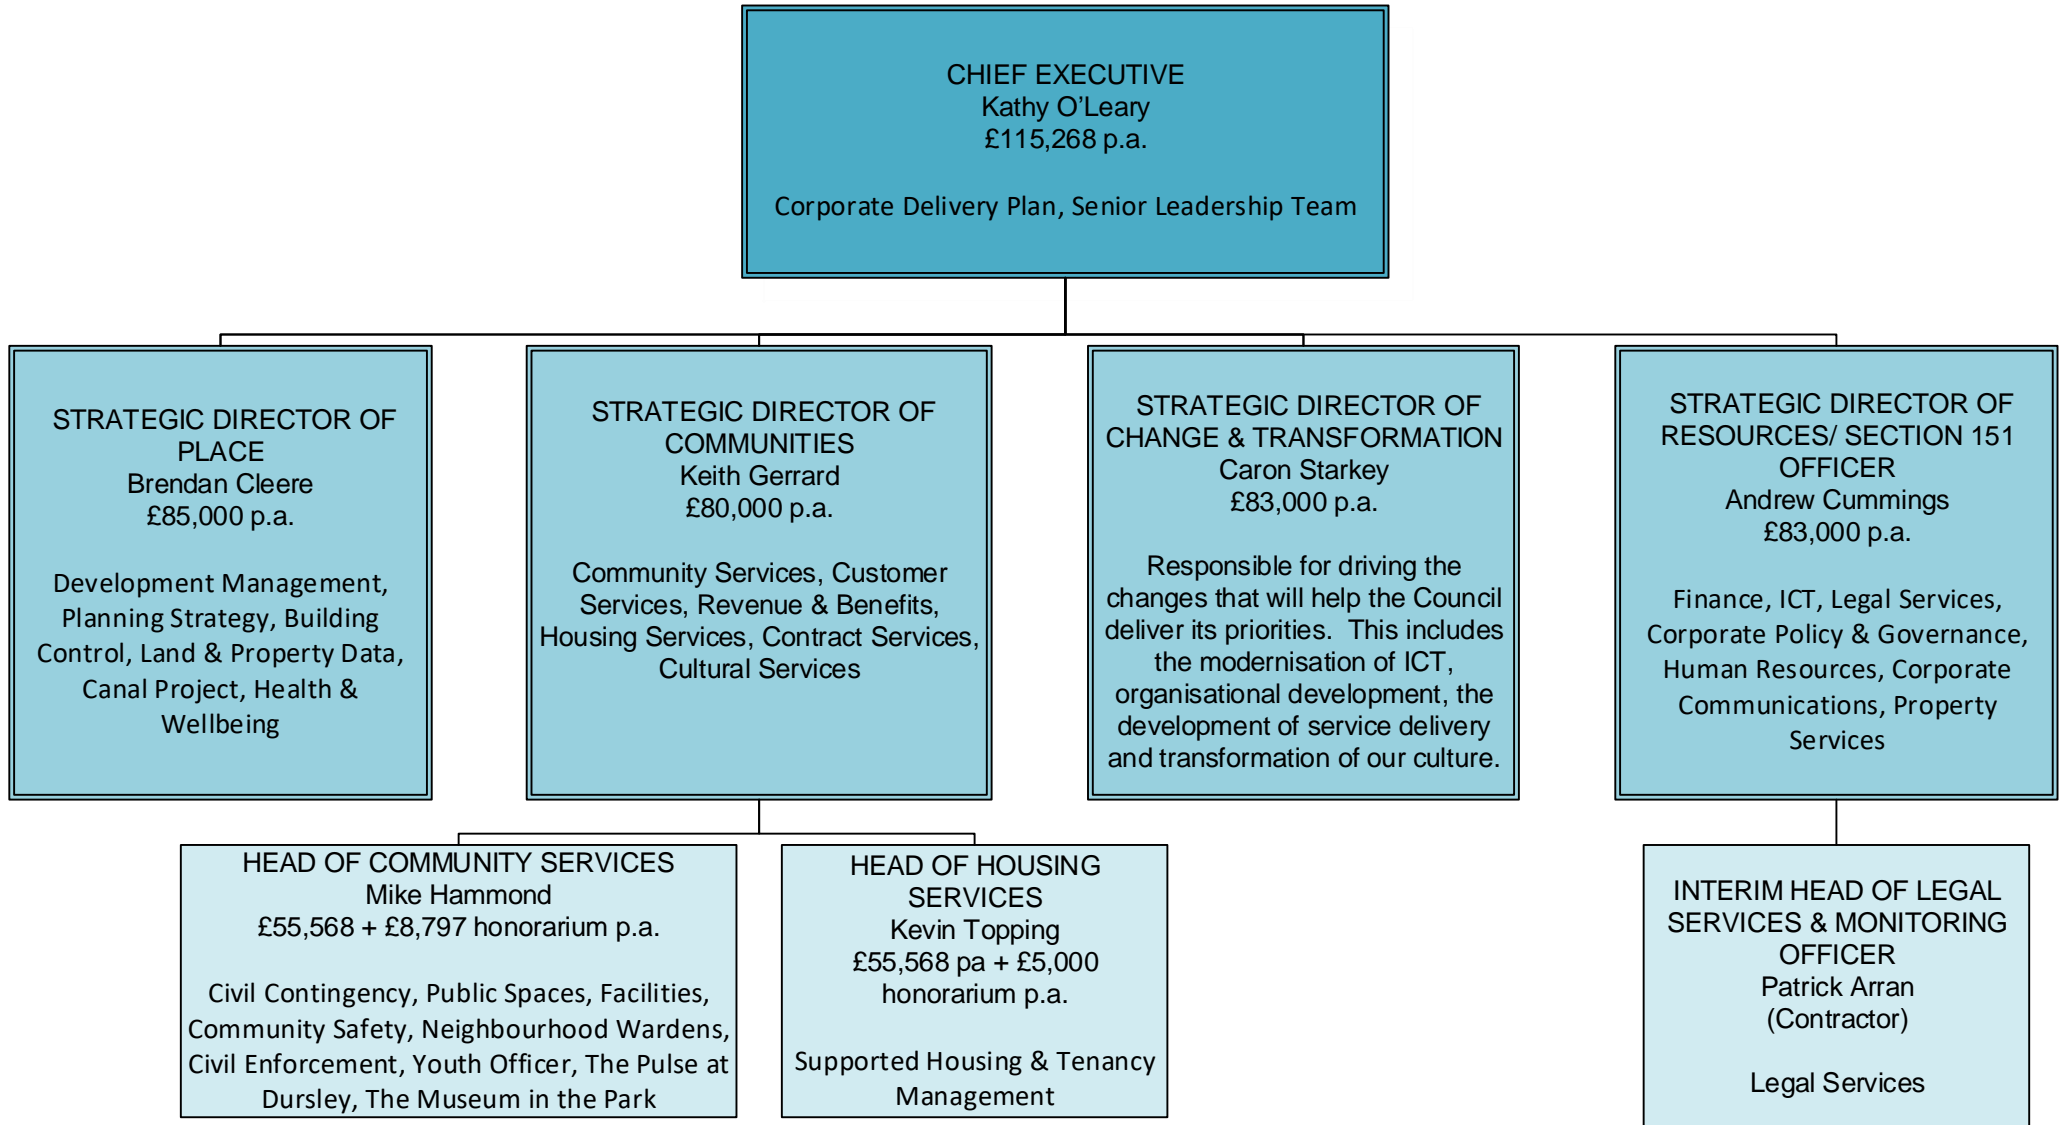 CHIEF EXECUTIVE
Kathy O’Leary
£115,268 p.a.
Corporate Delivery Plan, Senior Leadership Team
STRATEGIC DIRECTOR OF
PLACE
Brendan Cleere
£85,000 p.a.
Development Management,
Planning Strategy, Building
Control, Land & Property Data,
Canal Project, Health &
Wellbeing
STRATEGIC DIRECTOR OF
COMMUNITIES
Keith Gerrard
£80,000 p.a.
Community Services, Customer
Services, Revenue & Benefits,
Housing Services, Contract Services,
Cultural Services
STRATEGIC DIRECTOR OF
CHANGE & TRANSFORMATION
Caron Starkey
£83,000 p.a.
Responsible for driving the
changes that will help the Council
deliver its priorities.  This includes
the modernisation of ICT,
organisational development, the
development of service delivery
and transformation of our culture.
STRATEGIC DIRECTOR OF
RESOURCES/ SECTION 151
OFFICER
Andrew Cummings
£83,000 p.a.
Finance, ICT, Legal Services,
Corporate Policy & Governance,
Human Resources, Corporate
Communications, Property
Services
HEAD OF COMMUNITY SERVICES
Mike Hammond
£55,568 + £8,797 honorarium p.a.
Civil Contingency, Public Spaces, Facilities,
Community Safety, Neighbourhood Wardens,
Civil Enforcement, Youth Officer, The Pulse at
Dursley, The Museum in the Park
HEAD OF HOUSING
SERVICES
Kevin Topping
£55,568 pa + £5,000
honorarium p.a.
Supported Housing & Tenancy
Management
INTERIM HEAD OF LEGAL
SERVICES & MONITORING
OFFICER
Patrick Arran
(Contractor)
Legal Services